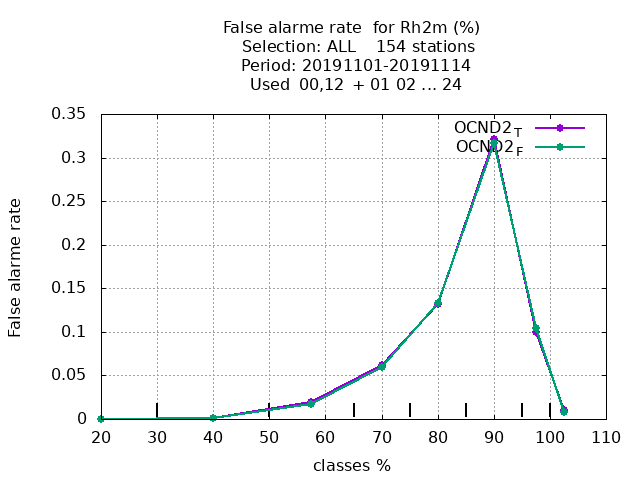 False alarme rate  for Rh2m (%)
Selection: ALL    154 stations
Period: 20191101-20191114
Used  00,12  + 01 02 ... 24
0.35
0.3
0.25
0.2
0.15
0.1
0.05
0
False alarme rate
OCND2T
OCND2F
20 30 40 50 60 70 80 90 100 110
classes %